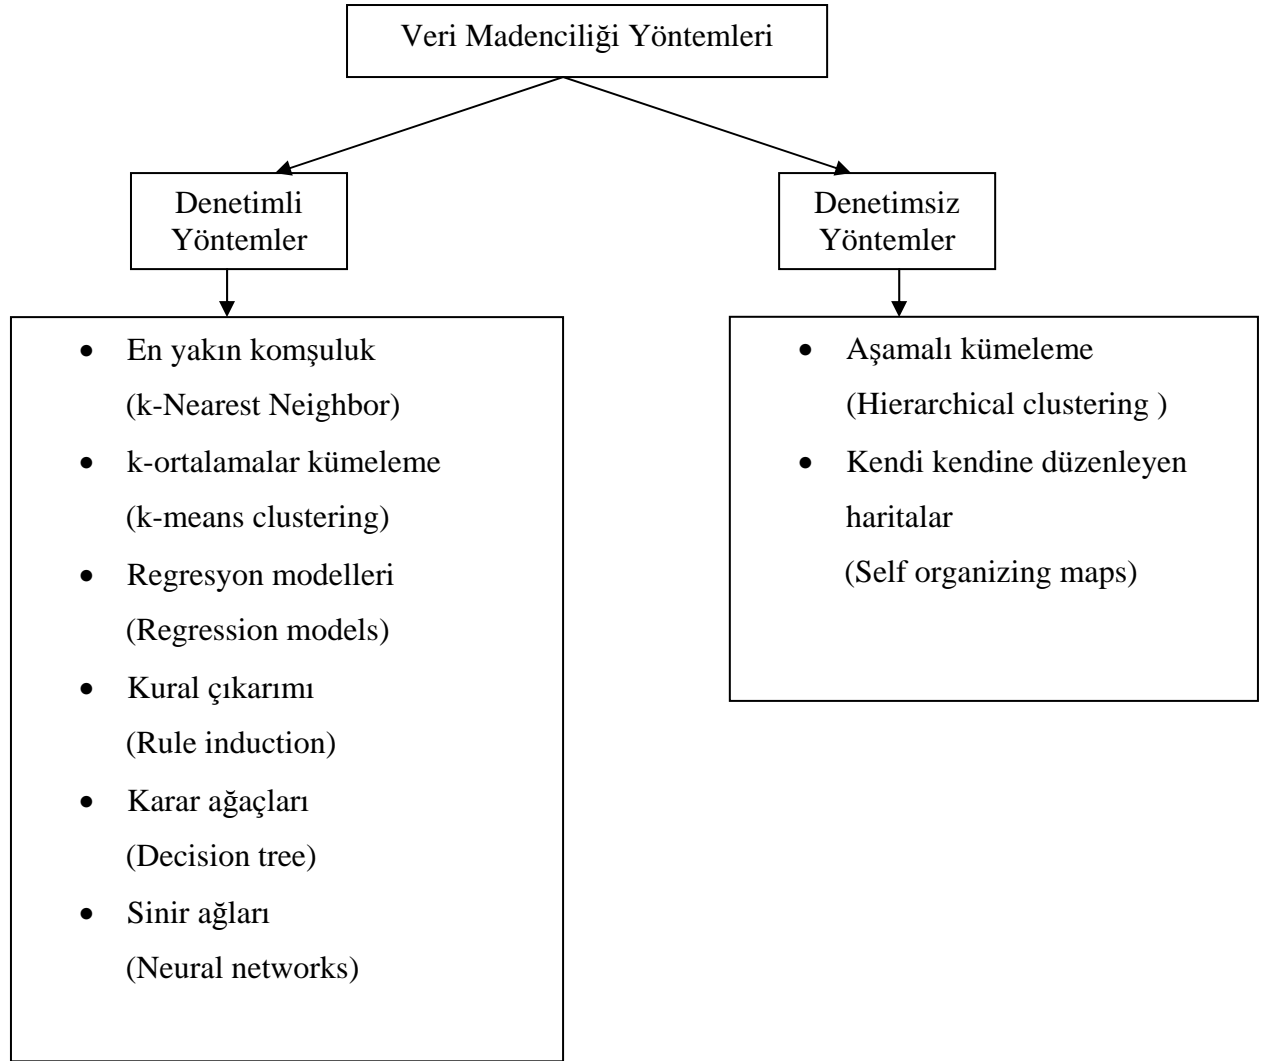 Veri Madenciliği Yöntemleri
Denetimli
Yöntemler
• En yakın komşuluk
(k-Nearest Neighbor)
• k-ortalamalar kümeleme
(k-means clustering)
• Regresyon modelleri
(Regression models)
• Kural çıkarımı
(Rule induction)
• Karar ağaçları
(Decision tree)
• Sinir ağları
(Neural networks)
Denetimsiz
Yöntemler
• Aşamalı kümeleme
(Hierarchical clustering )
• Kendi kendine düzenleyen
haritalar
(Self organizing maps)